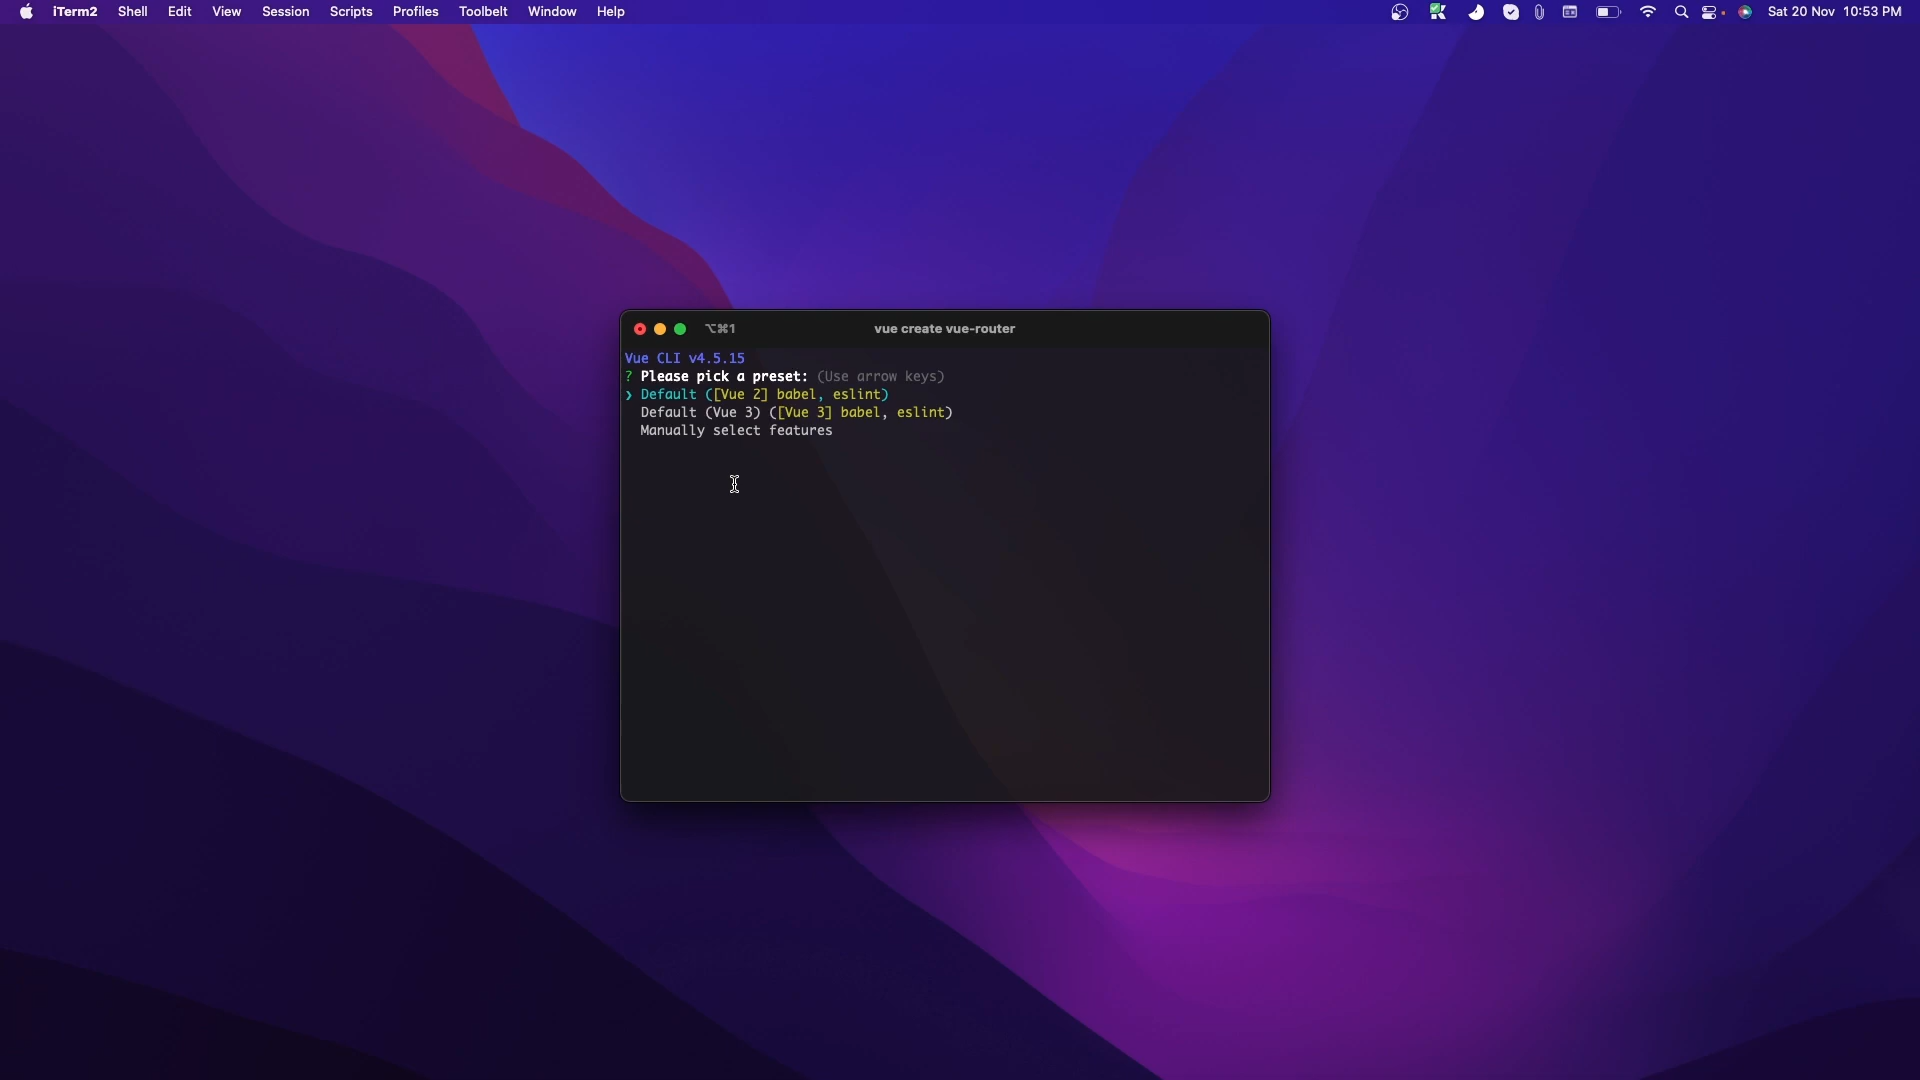 iTerm2 Shell Edit View Session Scripts Profiles Toolbelt Window Help Sat 20 Nov 10:53 PM
⌥⌘1 vue create vue-router
Vue CLI v4.5.15
? Please pick a preset: (Use arrow keys)
❯ Default ([Vue 2] babel, eslint)
Default (Vue 3) ([Vue 3] babel, eslint)
Manually select features